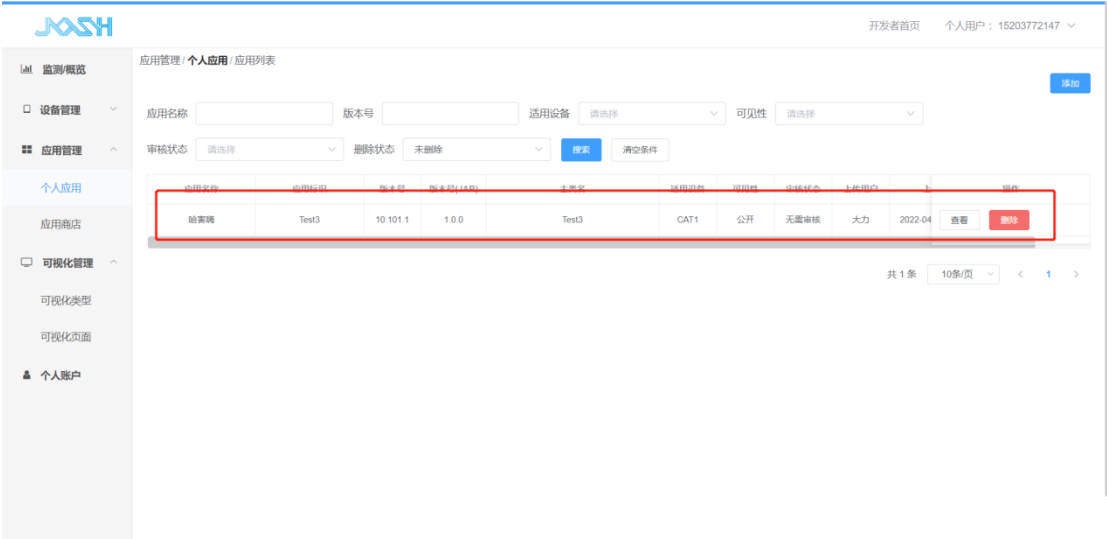 JMASH
开发者首页 个人用户： 15203772147
监测/概览
设备管理
应用管理
个人应用
应用商店
可视化管理
可视化类型
可视化页面
个人账户
应用管理 / 个人应用 / 应用列表
添加
应用名称 版本号 适用设备 请选择 可见性 请选择
审核状态 请选择 删除状态 未删除 搜索 清空条件
应用名称 应用标识 版本号 版本号(JAR) 主类名 适用设备 可见性 审核状态 上传用户 上 操作
哈害嗨 Test3 10.101.1 1.0.0 Test3 CAT1 公开 无需审核 大力 2022-04 查看 删除
共 1 条 10条/页 < 1 >